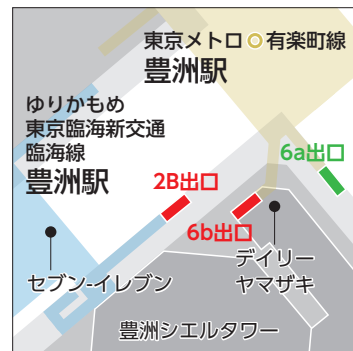 東京メトロ 有楽町線
豊洲駅
ゆりかもめ
東京臨海新交通
臨海線
豊洲駅
6a出口
2B出口
6b出口
デイリー
ヤマザキ
セブン-イレブン
豊洲シエルタワー